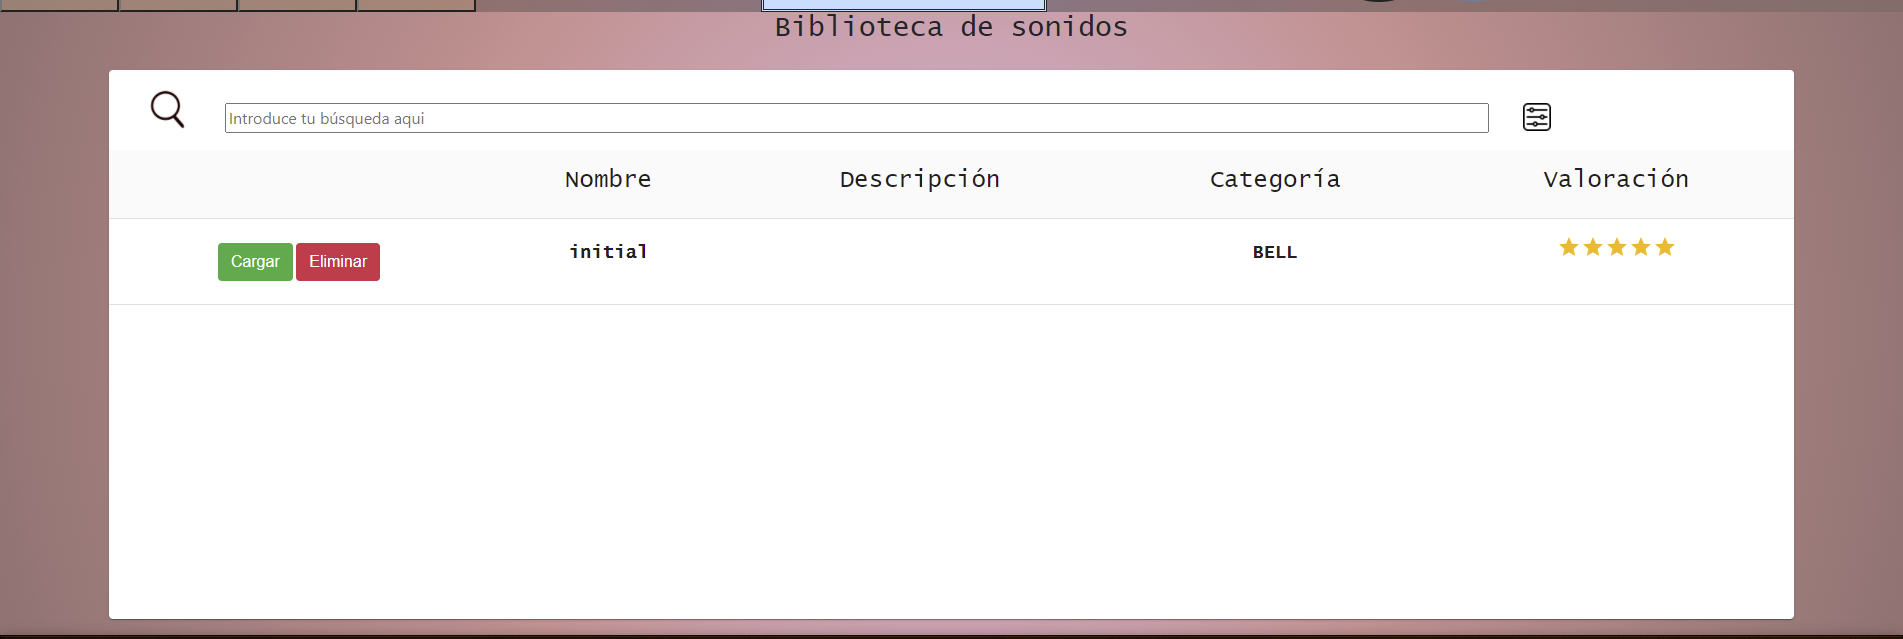 Biblioteca de sonidos
Introduce tu búsqueda aqui
Nombre Descripción Categoría Valoración
Cargar Eliminar initial BELL